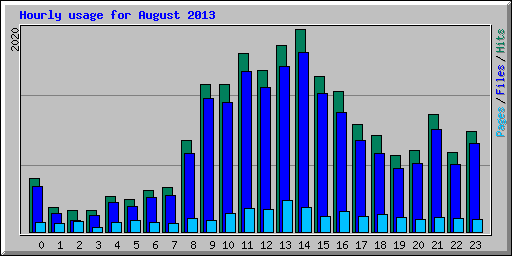 Hourly usage for August 2013
2020
Pages / Files / Hits
0 1 2 3 4 5 6 7 8 9 10 11 12 13 14 15 16 17 18 19 20 21 22 23